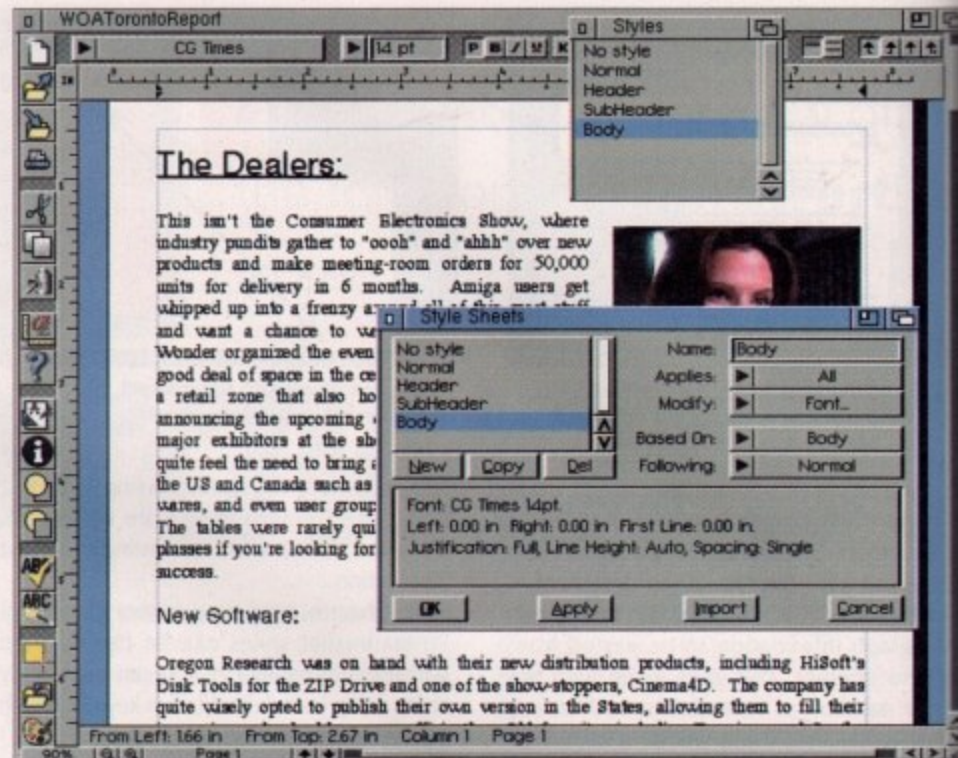 WOATorontoReport
Styles
CG Times
14 pt
P B I U
No style
Normal
Header
SubHeader
Body
The Dealers:
This isn't the Consumer Electronics Show, where
industry pundits gather to "oooh" and "ahhh" over new
products and make meeting-room orders for 50,000
units for delivery in 6 months. Amiga users get
whipped up into a frenzy
and want a chance to
Wonder organized the even
good deal of space in the
a retail zone that also
announcing the upcoming
major exhibitors at the
quite feel the need to bring
the US and Canada such as
wares, and even user group
The tables were rarely
plusses if you're looking for
success.
New Software:
Oregon Research was on hand with their new distribution products, including HiSoft's
Disk Tools for the ZIP Drive and one of the show-stoppers, Cinema4D. The company has
quite wisely opted to publish their own version in the States, allowing them to fill their
Style Sheets
No style
Normal
Header
SubHeader
Body
New Copy Del
Name: Body
Applies: All
Modify: Font...
Based On: Body
Following: Normal
Font: CG Times 14pt.
Left: 0.00 in Right: 0.00 in First Line: 0.00 in.
Justification: Full, Line Height: Auto, Spacing: Single
OK Apply Import Cancel
From Left: 1.66 in From Top: 2.67 in Column 1 Page 1
90% Page 1